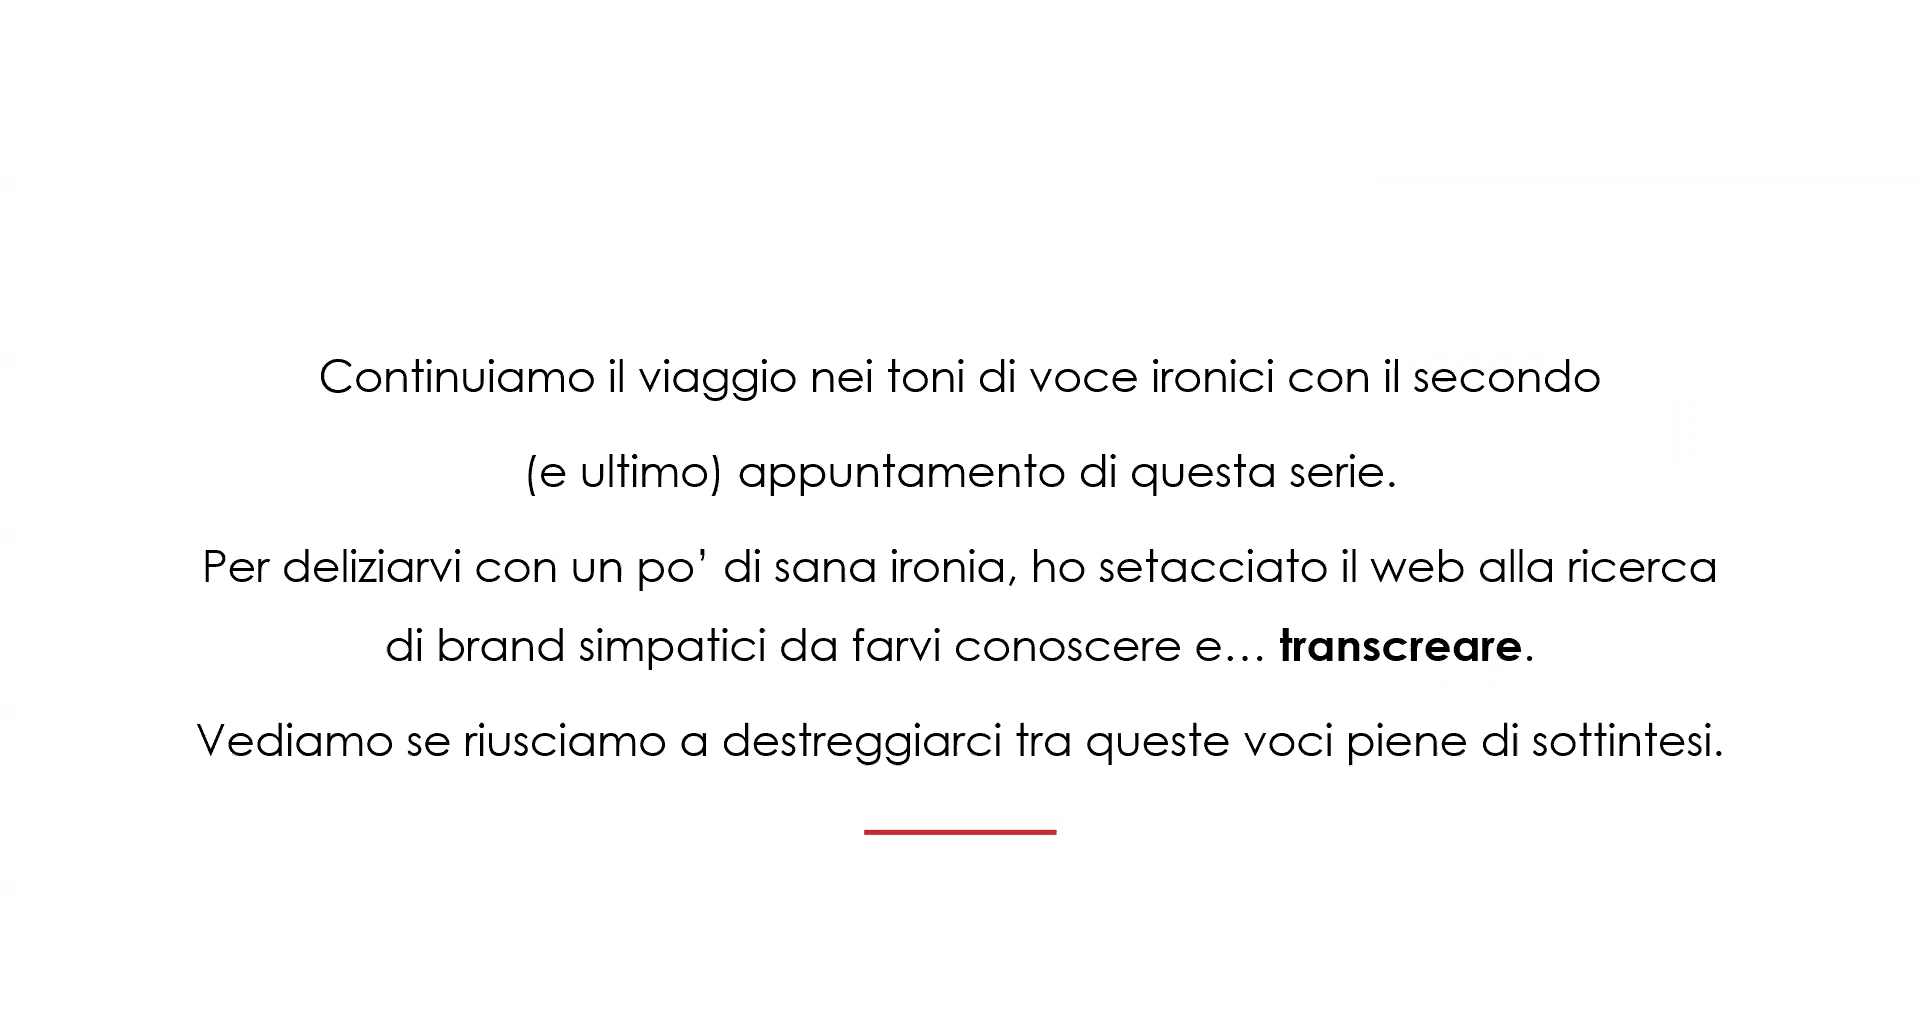 Continuiamo il viaggio nei toni di voce ironici con il secondo
(e ultimo) appuntamento di questa serie.
Per deliziarvi con un po’ di sana ironia, ho setacciato il web alla ricerca
di brand simpatici da farvi conoscere e… transcreare.
Vediamo se riusciamo a destreggiarci tra queste voci piene di sottintesi.